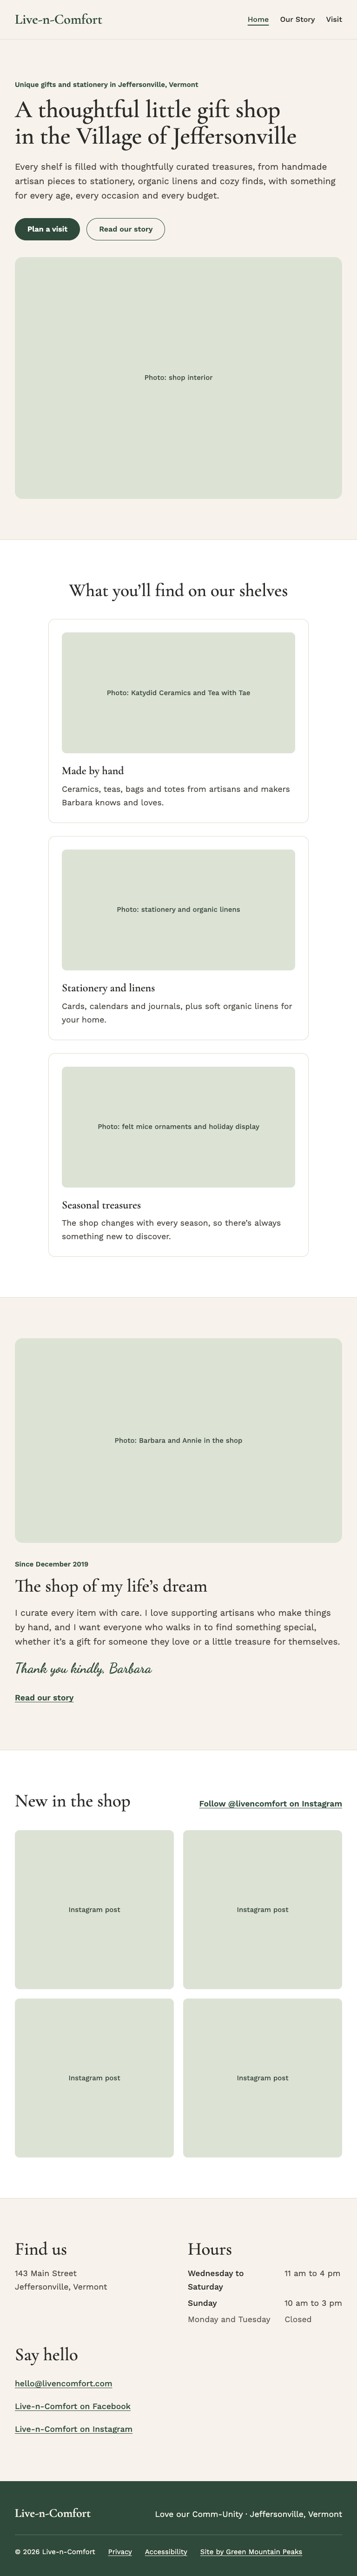 Live-n-Comfort
Home Our Story Visit
Unique gifts and stationery in Jeffersonville, Vermont
A thoughtful little gift shop
in the Village of Jeffersonville
Every shelf is filled with thoughtfully curated treasures, from handmade
artisan pieces to stationery, organic linens and cozy finds, with something
for every age, every occasion and every budget.
Plan a visit Read our story
Photo: shop interior
What you’ll find on our shelves
Photo: Katydid Ceramics and Tea with Tae
Made by hand
Ceramics, teas, bags and totes from artisans and makers
Barbara knows and loves.
Photo: stationery and organic linens
Stationery and linens
Cards, calendars and journals, plus soft organic linens for
your home.
Photo: felt mice ornaments and holiday display
Seasonal treasures
The shop changes with every season, so there’s always
something new to discover.
Photo: Barbara and Annie in the shop
Since December 2019
The shop of my life’s dream
I curate every item with care. I love supporting artisans who make things
by hand, and I want everyone who walks in to find something special,
whether it’s a gift for someone they love or a little treasure for themselves.
Thank you kindly, Barbara
Read our story
New in the shop
Follow @livencomfort on Instagram
Instagram post
Instagram post
Instagram post
Instagram post
Find us
143 Main Street
Jeffersonville, Vermont
Hours
Wednesday to Saturday 11 am to 4 pm
Sunday 10 am to 3 pm
Monday and Tuesday Closed
Say hello
hello@livencomfort.com
Live-n-Comfort on Facebook
Live-n-Comfort on Instagram
Live-n-Comfort
Love our Comm-Unity · Jeffersonville, Vermont
© 2026 Live-n-Comfort Privacy Accessibility Site by Green Mountain Peaks